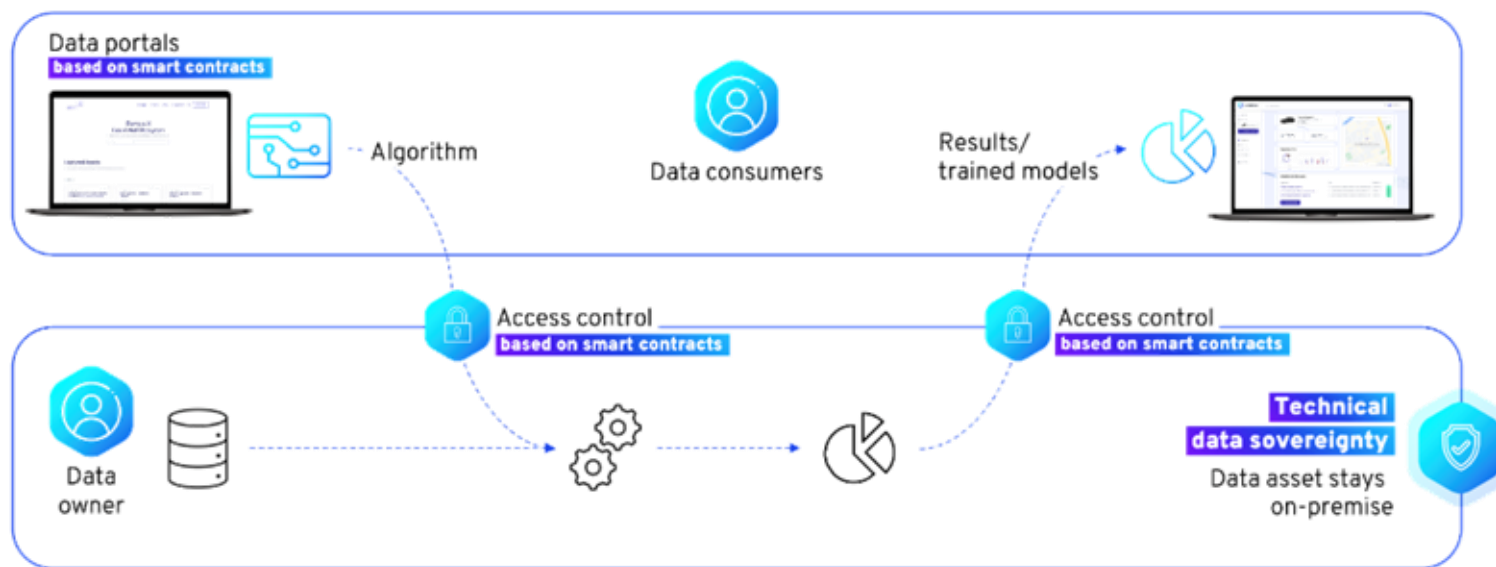 Data portals
based on smart contracts
Algorithm
Data consumers
Results/
trained models
Access control
based on smart contracts
Access control
based on smart contracts
Data
owner
Technical
data sovereignty
Data asset stays
on-premise